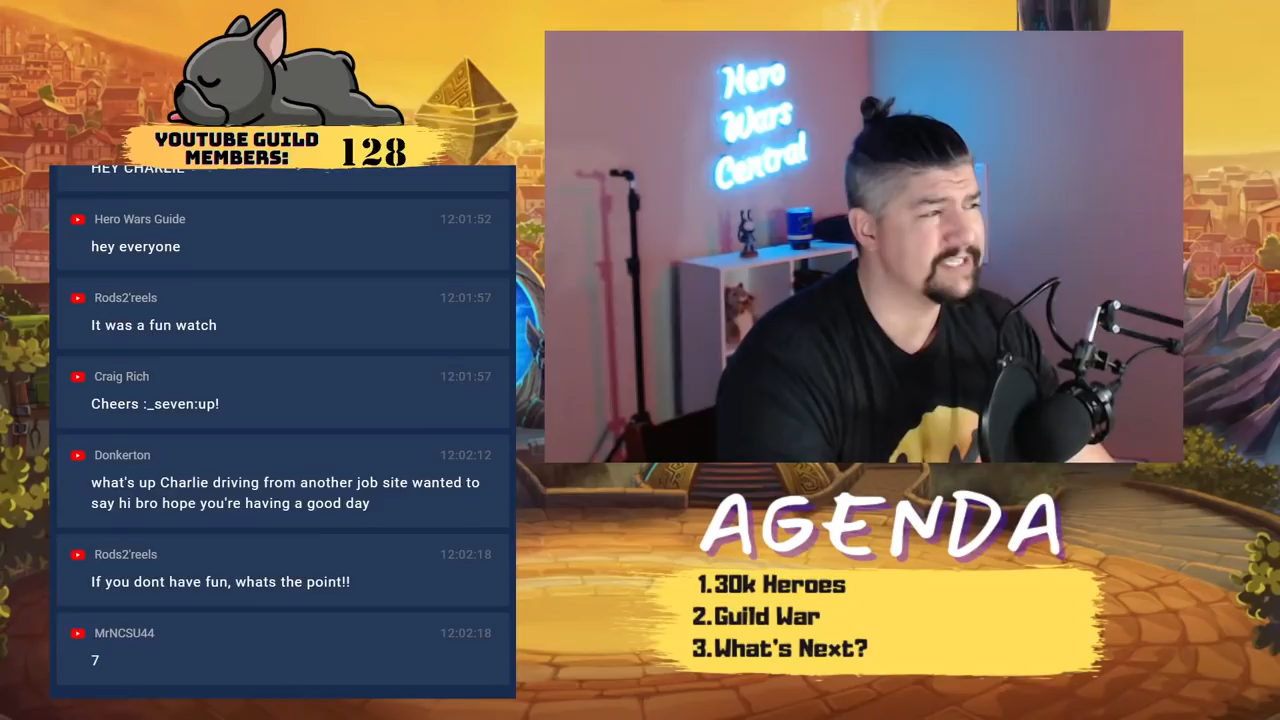 YOUTUBE GUILD
MEMBERS:
128
HEY CHARLIE
Hero Wars Guide 12:01:52
hey everyone
Rods2'reels 12:01:57
It was a fun watch
Craig Rich 12:01:57
Cheers :_seven:up!
Donkerton 12:02:12
what's up Charlie driving from another job site wanted to
say hi bro hope you're having a good day
Rods2'reels 12:02:18
If you dont have fun, whats the point!!
MrNCSU44 12:02:18
7
Hero
Wars
Central
AGENDA
1.30k Heroes
2.Guild War
3.What's Next?